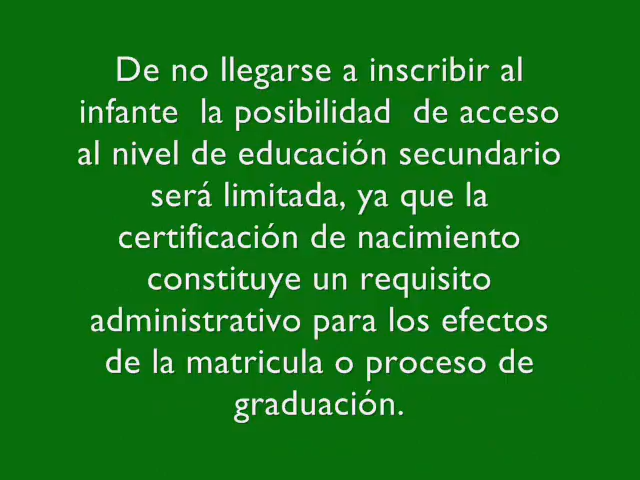 De no llegarse a inscribir al
infante la posibilidad de acceso
al nivel de educación secundario
será limitada, ya que la
certificación de nacimiento
constituye un requisito
administrativo para los efectos
de la matricula o proceso de
graduación.